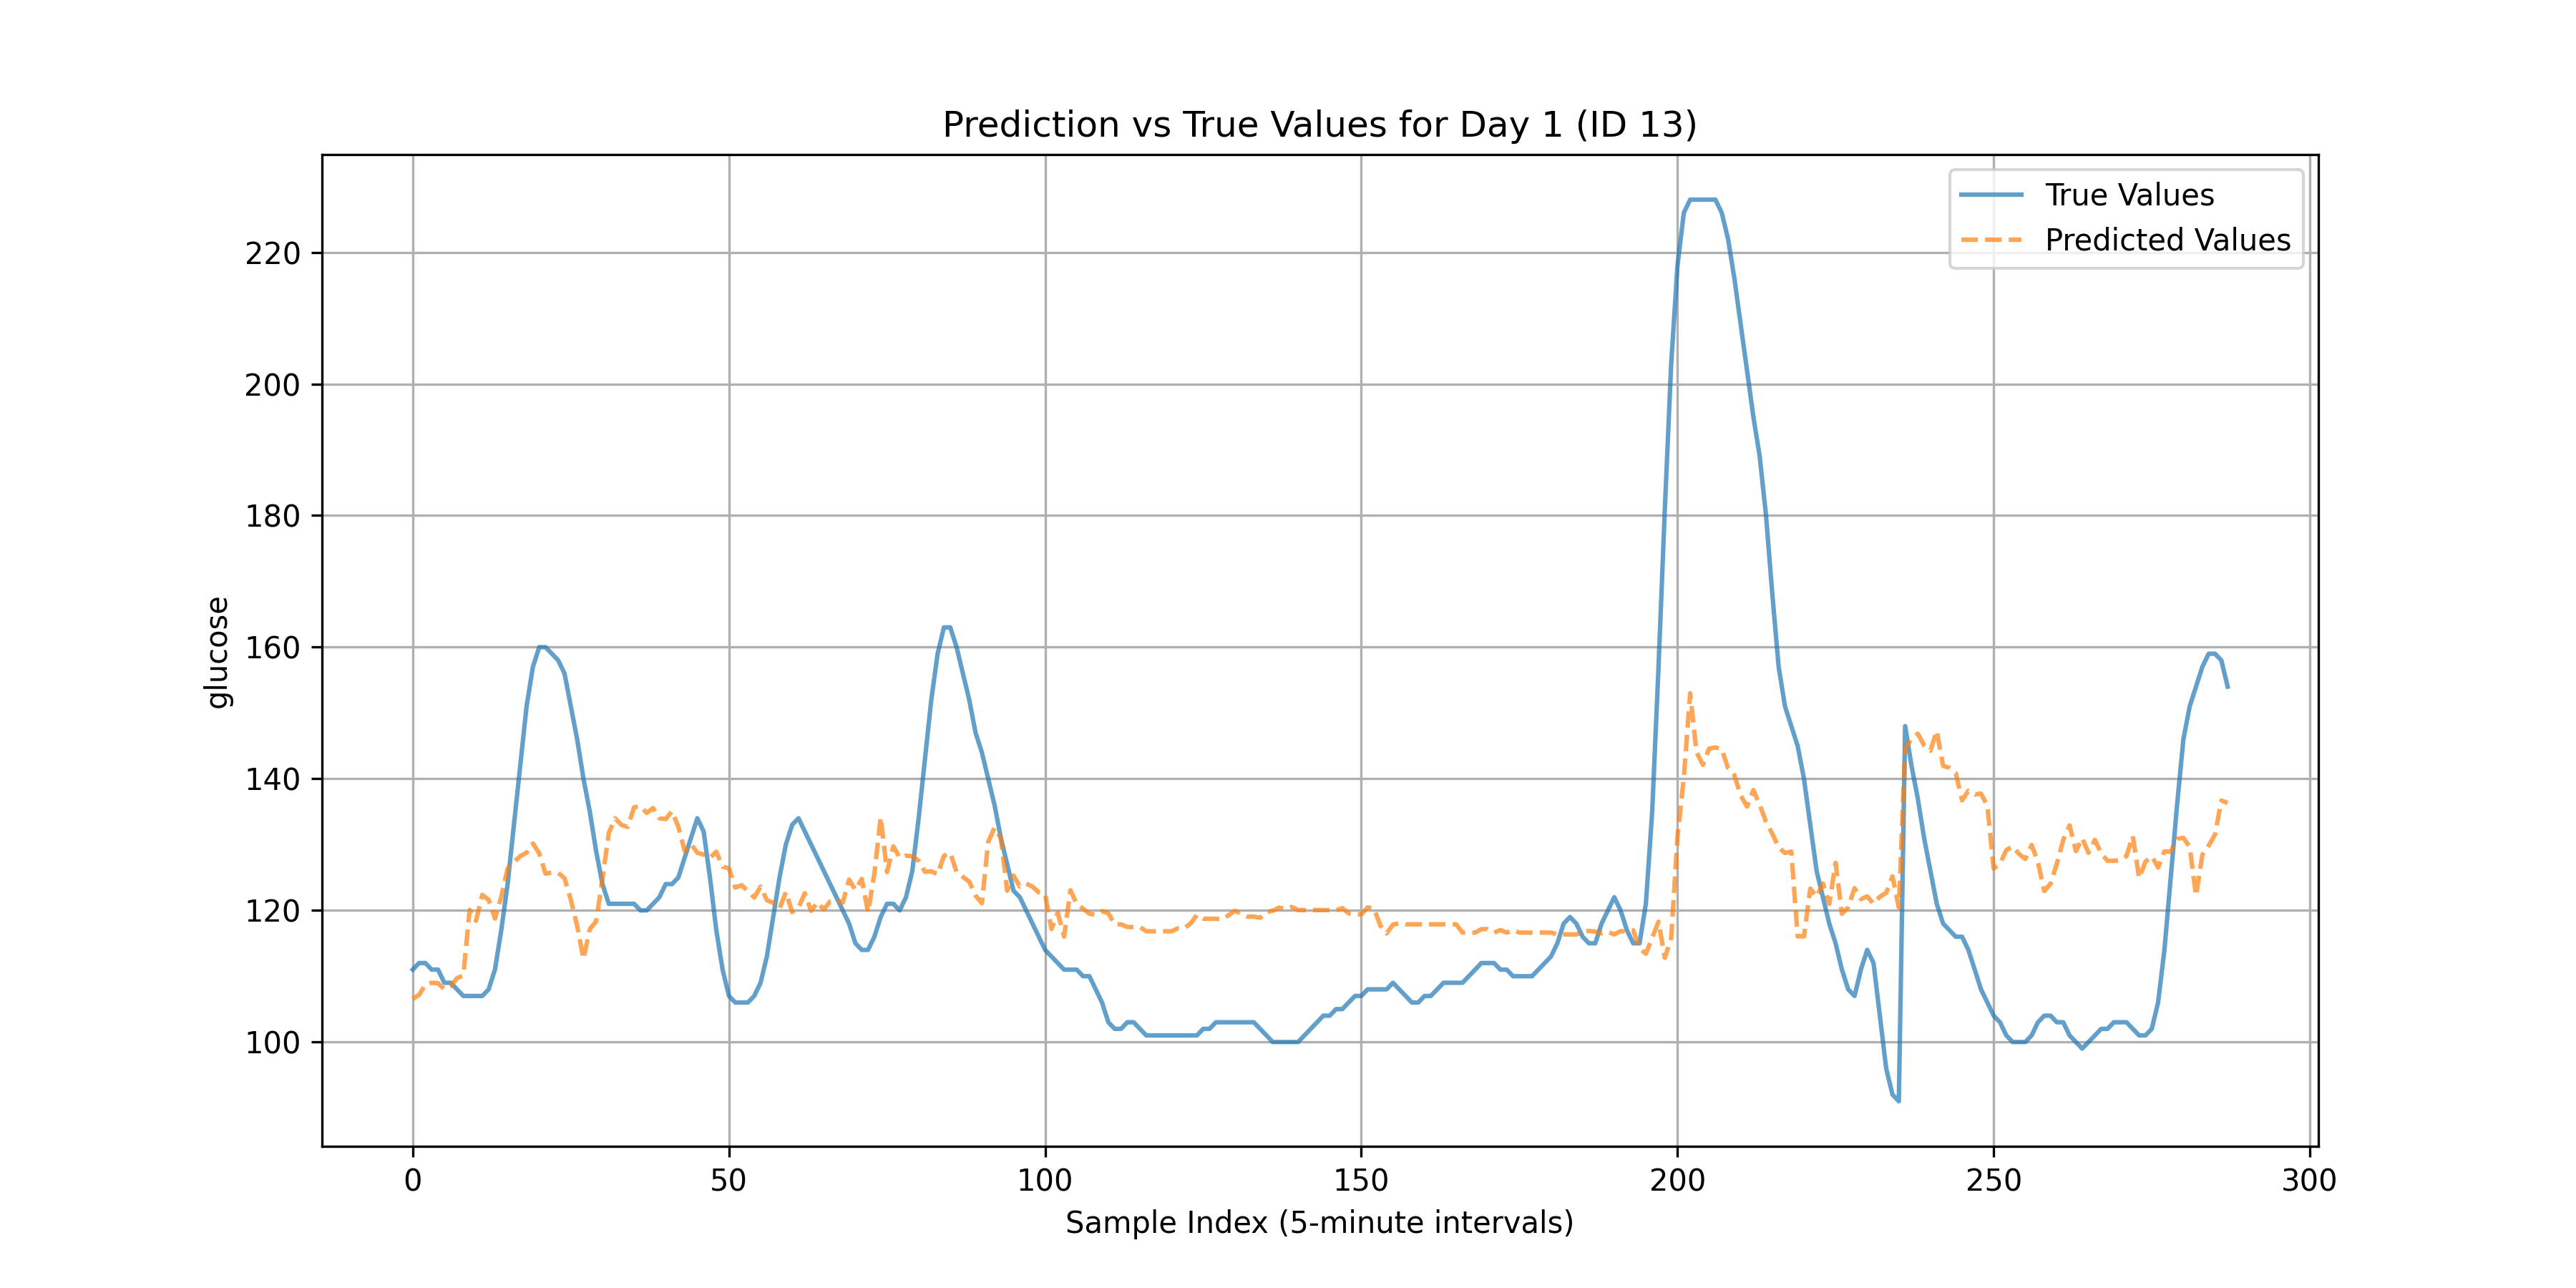 Prediction vs True Values for Day 1 (ID 13)
True Values
Predicted Values
glucose
220
200
180
160
140
120
100
0 50 100 150 200 250 300
Sample Index (5-minute intervals)